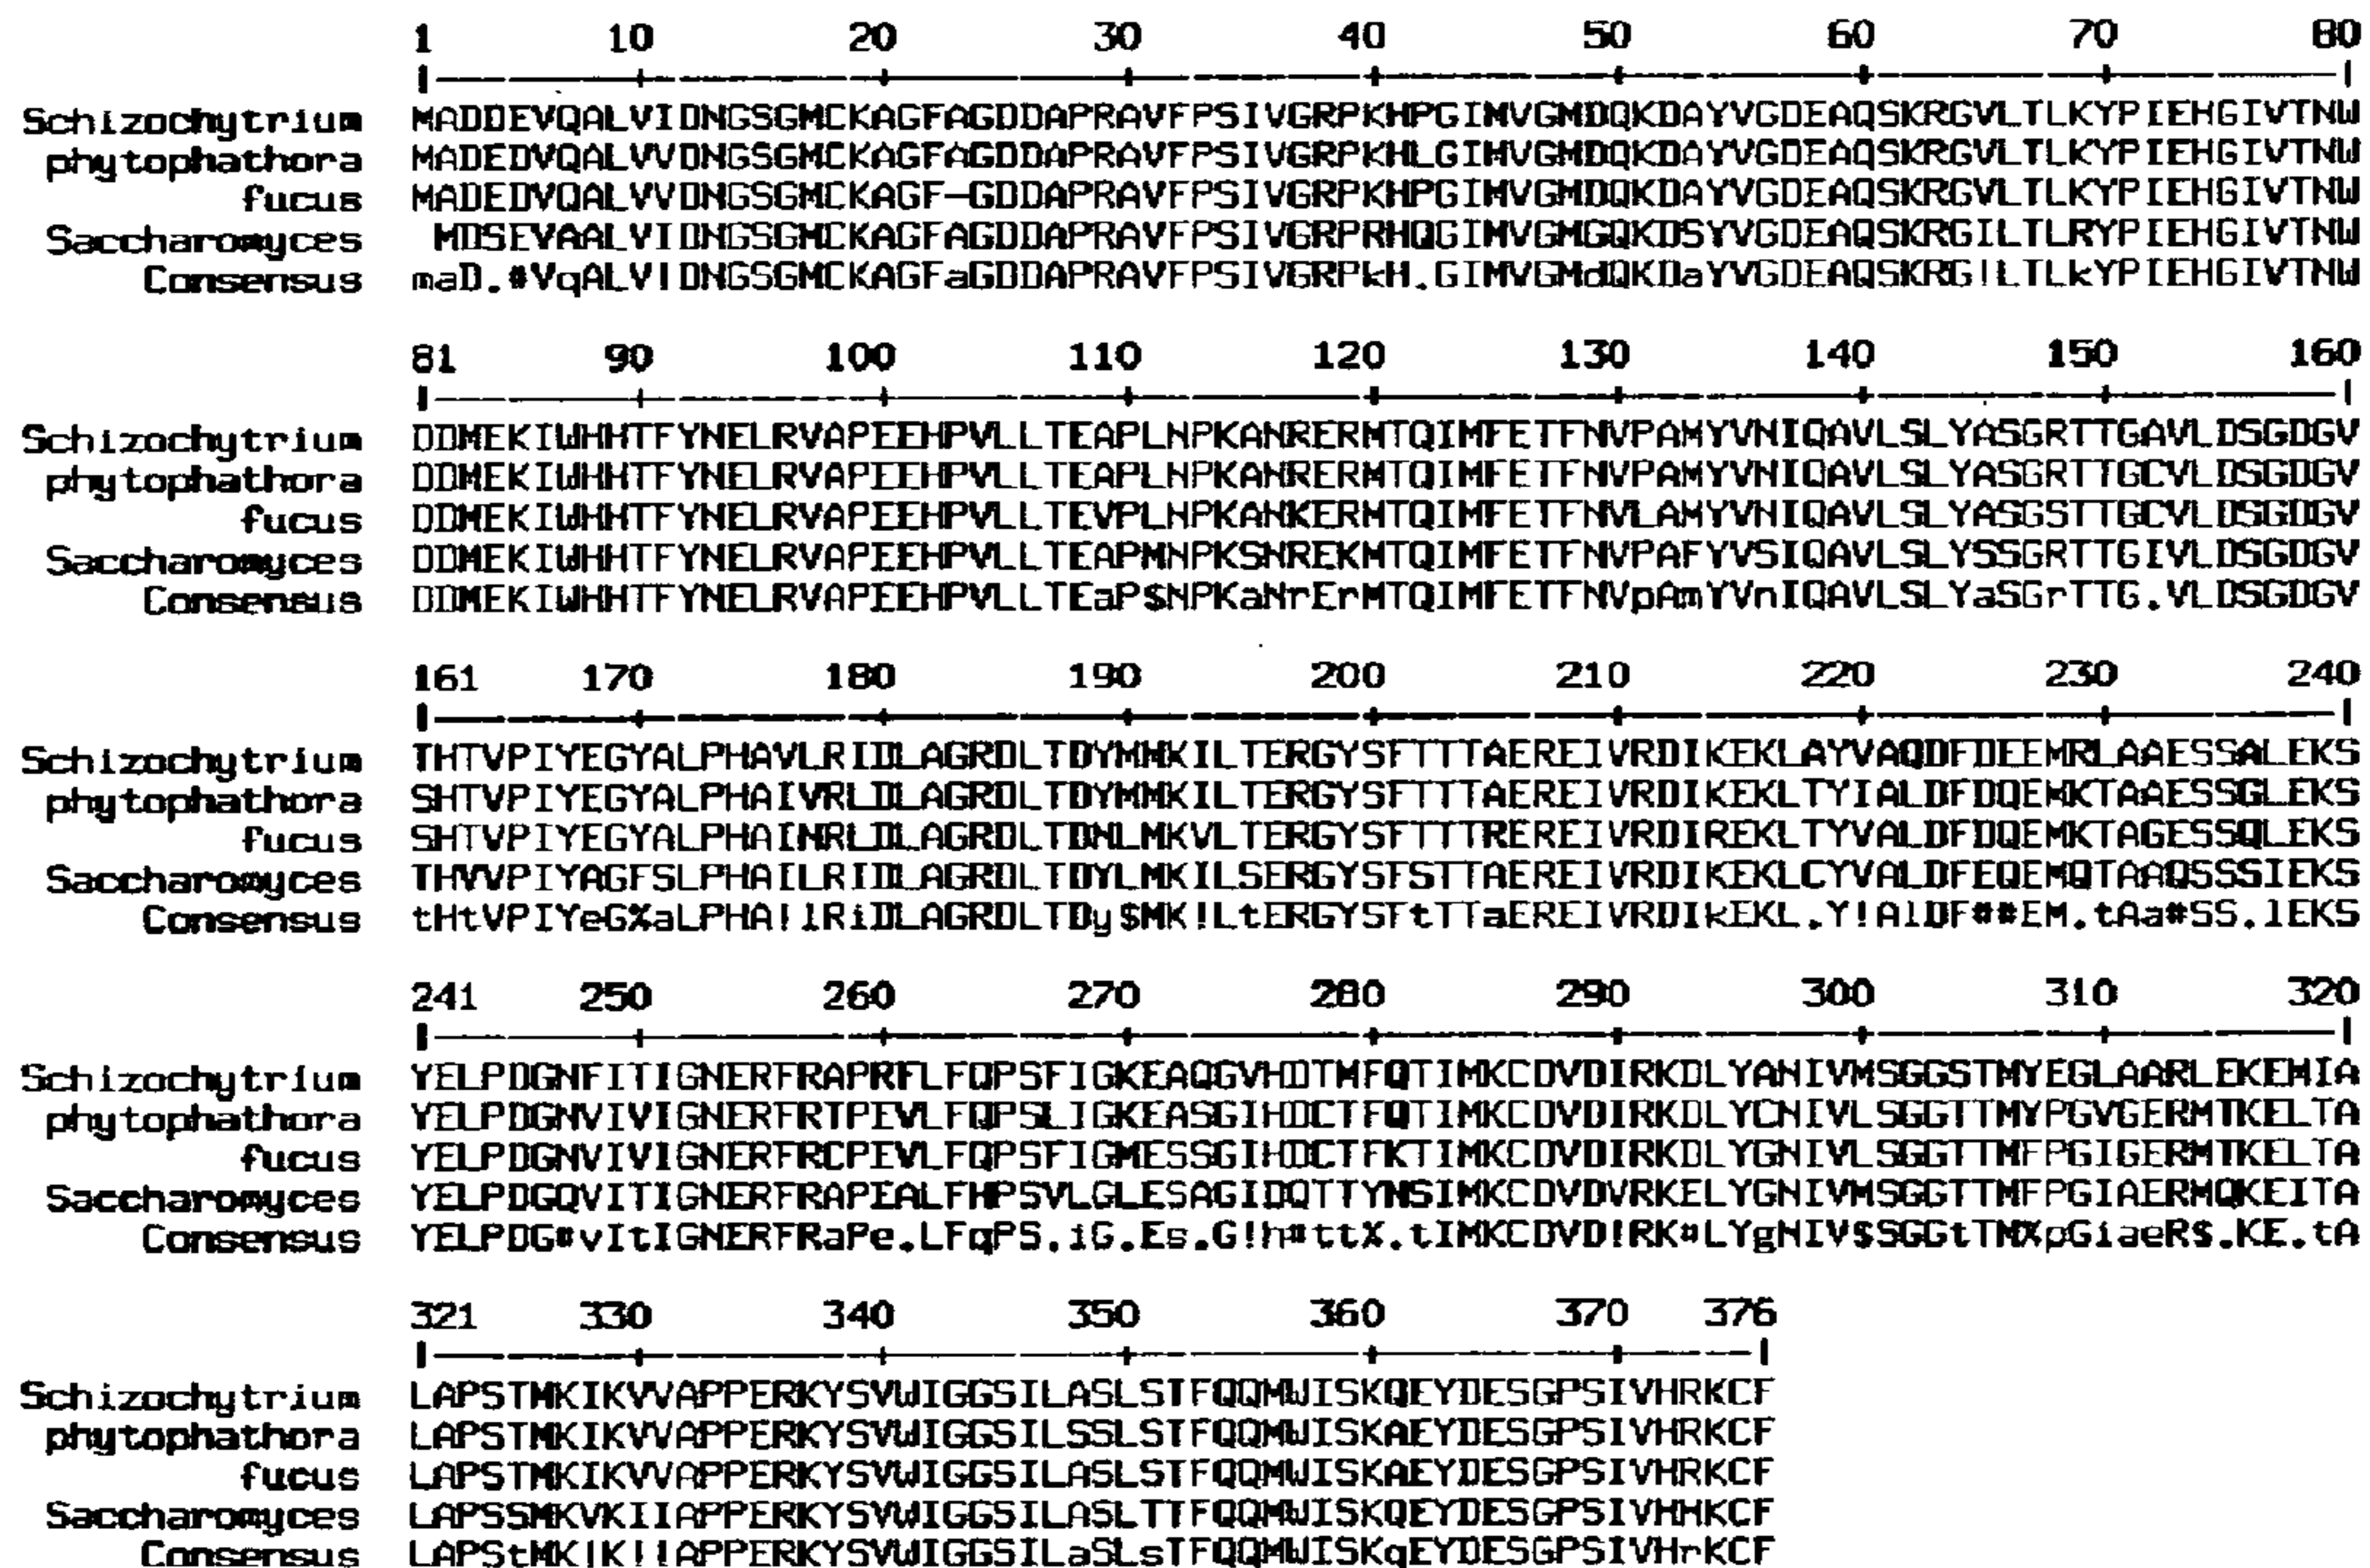 1 10 20 30 40 50 60 70 80
Schizochytrium MADDEVQALVIDNGSGMCKAGFAGDDAPRAVFPSIVGRPKHPGIMVGMDQKDAYVGDEAQSKRGVLTLKYPIEHGIVTNW
phytophathora MADEDVQALVVDNGSGMCKAGFAGDDAPRAVFPSIVGRPKHLGIMVGMDQKDAYVGDEAQSKRGVLTLKYPIEHGIVTNW
fucus MADEDVQALVVDNGSGMCKAGF-GDDAPRAVFPSIVGRPKHPGIMVGMDQKDAYVGDEAQSKRGVLTLKYPIEHGIVTNW
Saccharomyces MDSEVAALVIDNGSGMCKAGFAGDDAPRAVFPSIVGRPRHQGIMVGMGQKDSYVGDEAQSKRGILTLRYPIEHGIVTNW
Consensus maD.#VqALVIDNGSGMCKAGFaGDDAPRAVFPSIVGRPkH.GIMVGMdQKDaYVGDEAQSKRG!LTLkYPIEHGIVTNW
81 90 100 110 120 130 140 150 160
Schizochytrium DDMEKIWHHTFYNELRVAPEEHPVLLTEAPLNPKANRERMTQIMFETFNVPAMYVNIQAVLSLYASGRTTGAVLDSGDGV
phytophathora DDMEKIWHHTFYNELRVAPEEHPVLLTEAPLNPKANRERMTQIMFETFNVPAMYVNIQAVLSLYASGRTTGCVLDSGDGV
fucus DDMEKIWHHTFYNELRVAPEEHPVLLTEVPLNPKANKERMTQIMFETFNVLAMYVNIQAVLSLYASGSTTGCVLDSGDGV
Saccharomyces DDMEKIWHHTFYNELRVAPEEHPVLLTEAPMNPKSNREKMTQIMFETFNVPAFYVSIQAVLSLYSSGRTTGIVLDSGDGV
Consensus DDMEKIWHHTFYNELRVAPEEHPVLLTEaP$NPKaNrErMTQIMFETFNVpAmYVnIQAVLSLYaSGrTTG.VLDSGDGV
161 170 180 190 200 210 220 230 240
Schizochytrium THTVPIYEGYALPHAVLRIDLAGRDLTDYMMKILTERGYSFTTTAEREIVRDIKEKLAYVAQDFDEEMRLAAESSALEKS
phytophathora SHTVPIYEGYALPHAIVRLDLAGRDLTDYMMKILTERGYSFTTTAEREIVRDIKEKLTYIALDFDQEMKTAAESSGLEKS
fucus SHTVPIYEGYALPHAINRLDLAGRDLTDNLMKVLTERGYSFTTTREREIVRDIREKLTYVALDFDQEMKTAGESSQLEKS
Saccharomyces THVVPIYAGFSLPHAILRIDLAGRDLTDYLMKILSERGYSFSTTAEREIVRDIKEKLCYVALDFEQEMQTAAQSSSIEKS
Consensus tHtVPIYeG%aLPHA!lRiDLAGRDLTDy$MK!LtERGYSFtTTaEREIVRDIkEKL.Y!AlDF##EM.tAa#SS.lEKS
241 250 260 270 280 290 300 310 320
Schizochytrium YELPDGNFITIGNERFRAPRFLFQPSFIGKEAQGVHDTMFQTIMKCDVDIRKDLYANIVMSGGSTMYEGLAARLEKEMIA
phytophathora YELPDGNVIVIGNERFRTPEVLFQPSLIGKEASGIHDCTFQTIMKCDVDIRKDLYCNIVLSGGTTMYPGVGERMTKELTA
fucus YELPDGNVIVIGNERFRCPEVLFQPSFIGMESSGIHDCTFKTIMKCDVDIRKDLYGNIVLSGGTTMFPGIGERMTKELTA
Saccharomyces YELPDGQVITIGNERFRAPEALFHPSVLGLESAGIDQTTYNSIMKCDVDVRKELYGNIVMSGGTTMFPGIAERMQKEITA
Consensus YELPDG#vItIGNERFRaPe.LFqPS.iG.Es.G!h#ttX.tIMKCDVD!RK#LYgNIV$SGGtTM%pGiaeR$.KE.tA
321 330 340 350 360 370 376
Schizochytrium LAPSTMKIKVVAPPERKYSVWIGGSILASLSTFQQMWISKQEYDESGPSIVHRKCF
phytophathora LAPSTMKIKVVAPPERKYSVWIGGSILSSLSTFQQMWISKAEYDESGPSIVHRKCF
fucus LAPSTMKIKVVAPPERKYSVWIGGSILASLSTFQQMWISKAEYDESGPSIVHRKCF
Saccharomyces LAPSSMKVKIIAPPERKYSVWIGGSILASLTTFQQMWISKQEYDESGPSIVHHKCF
Consensus LAPStMK!K!!APPERKYSVWIGGSILaSLsTFQQMWISKqEYDESGPSIVHrKCF